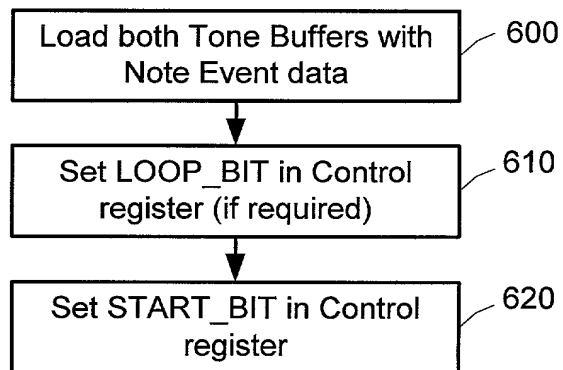 Load both Tone Buffers with
Note Event data
600
Set LOOP_BIT in Control
register (if required)
610
Set START_BIT in Control
register
620